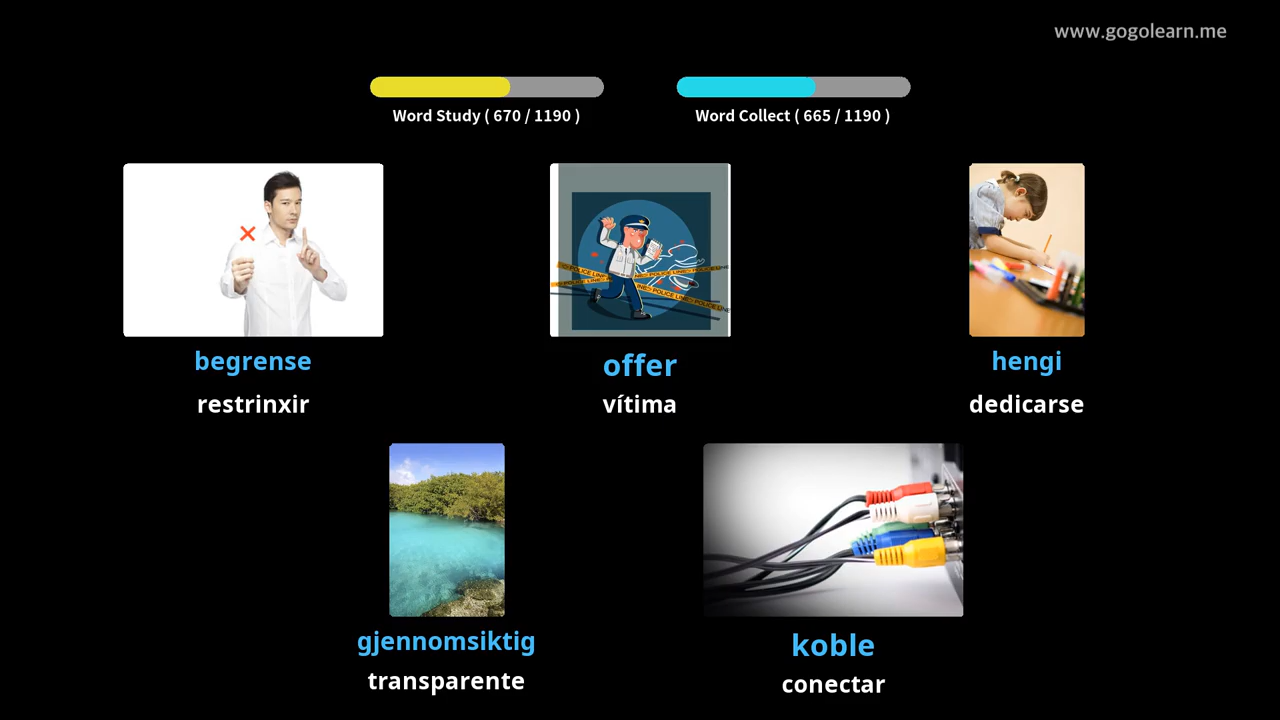 www.gogolearn.me
Word Study ( 670 / 1190 )
Word Collect ( 665 / 1190 )
begrense
restrinxir
offer
vítima
hengi
dedicarse
gjennomsiktig
transparente
koble
conectar